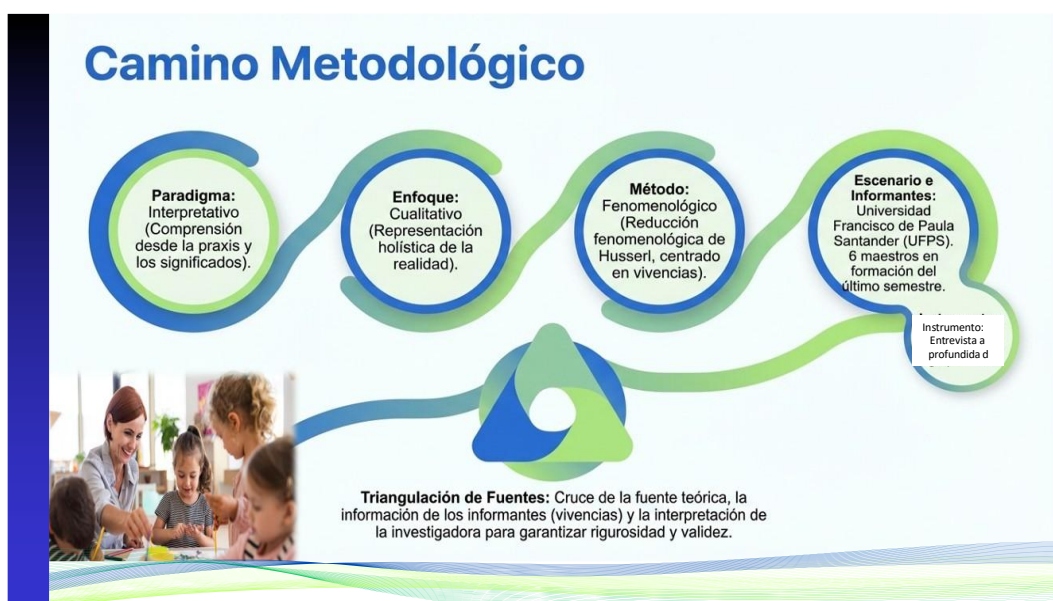 Camino Metodológico
Paradigma:
Interpretativo
(Comprensión
desde la praxis y
los significados).
Enfoque:
Cualitativo
(Representación
holística de la
realidad).
Método:
Fenomenológico
(Reducción
fenomenológica de
Husserl, centrado
en vivencias).
Escenario e
Informantes:
Universidad
Francisco de Paula
Santander (UFPS).
6 maestros en
formación del
último semestre.
Instrumento:
Entrevista a
profundida d
Triangulación de Fuentes: Cruce de la fuente teórica, la
información de los informantes (vivencias) y la interpretación de
la investigadora para garantizar rigurosidad y validez.